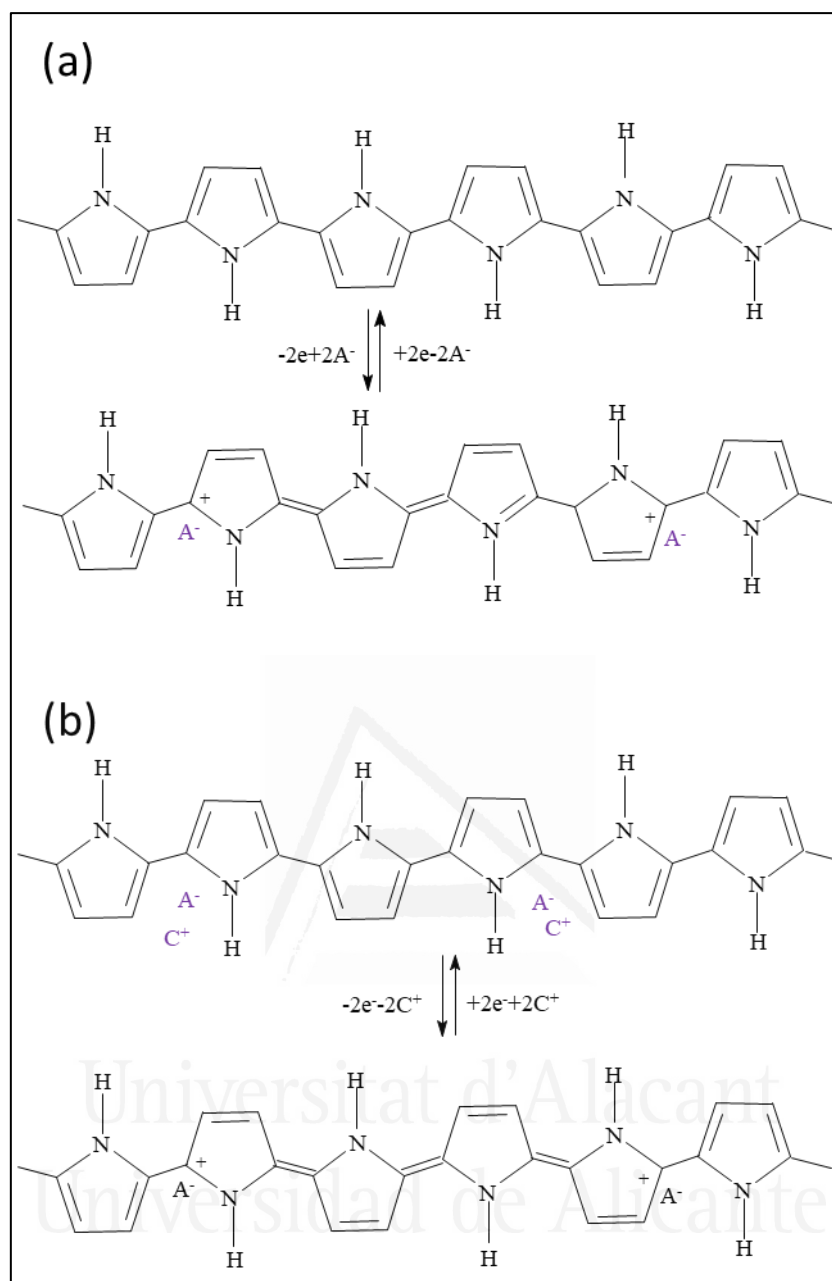 (a)
H H H
N N N
N N N
H H H
-2e+2A⁻ +2e-2A⁻
H H H
+ N N
A⁻ N N + A⁻ N
H H H
(b)
H H H
N N N
N N N
A⁻ A⁻
C⁺ H H C⁺ H
-2e⁻-2C⁺ +2e⁻+2C⁺
Universitat d'Alacant
H H H
N + N N
A⁻ N N + A⁻ N
Universidad de Alicante
H H H